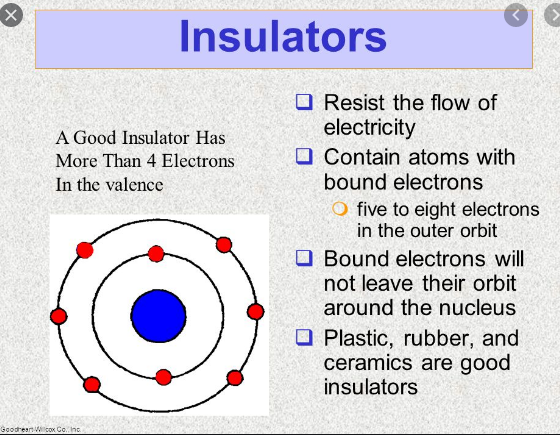 Insulators
A Good Insulator Has
More Than 4 Electrons
In the valence
Resist the flow of
electricity
Contain atoms with
bound electrons
five to eight electrons
in the outer orbit
Bound electrons will
not leave their orbit
around the nucleus
Plastic, rubber, and
ceramics are good
insulators
Goodheart-Willcox Co., Inc.